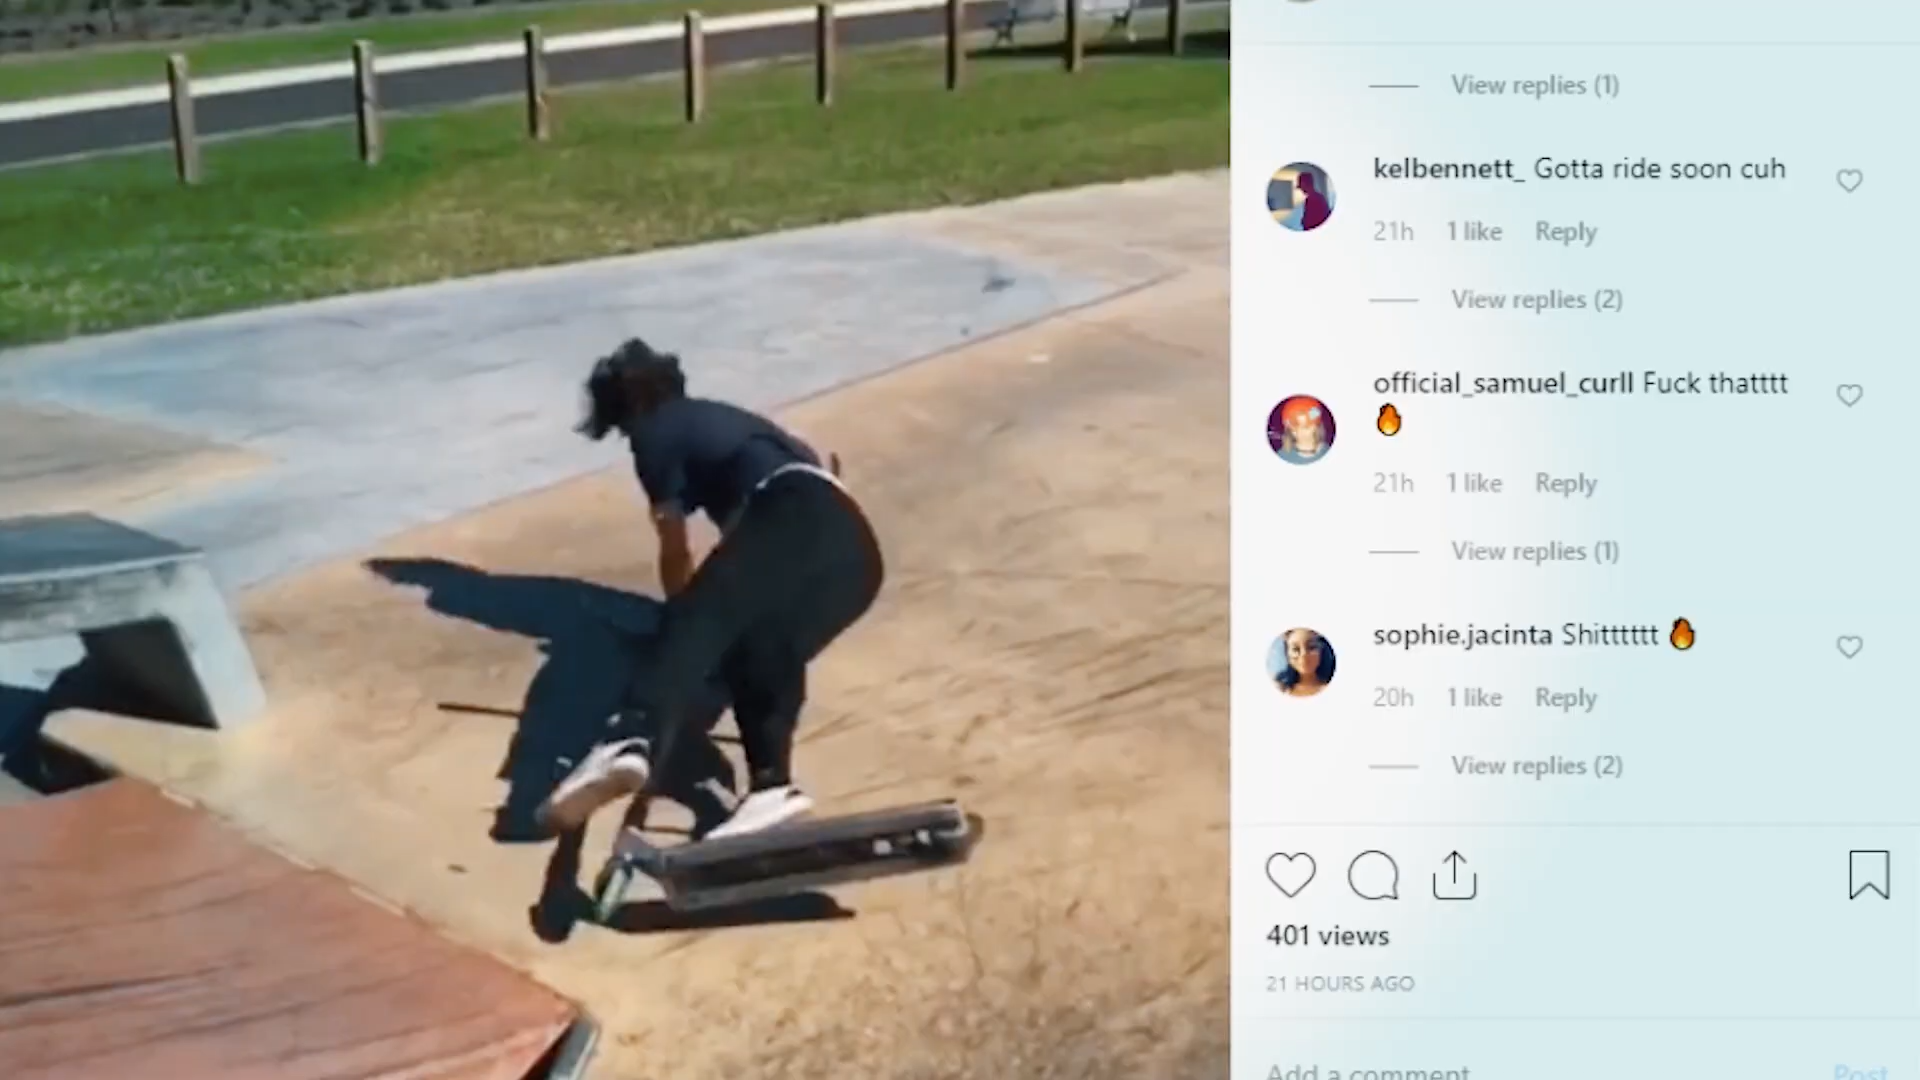 View replies (1)
kelbennett_ Gotta ride soon cuh
21h 1 like Reply
View replies (2)
official_samuel_curll Fuck thatttt
🔥
21h 1 like Reply
View replies (1)
sophie.jacinta Shitttttt 🔥
20h 1 like Reply
View replies (2)
401 views
21 HOURS AGO
Add a comment
Post